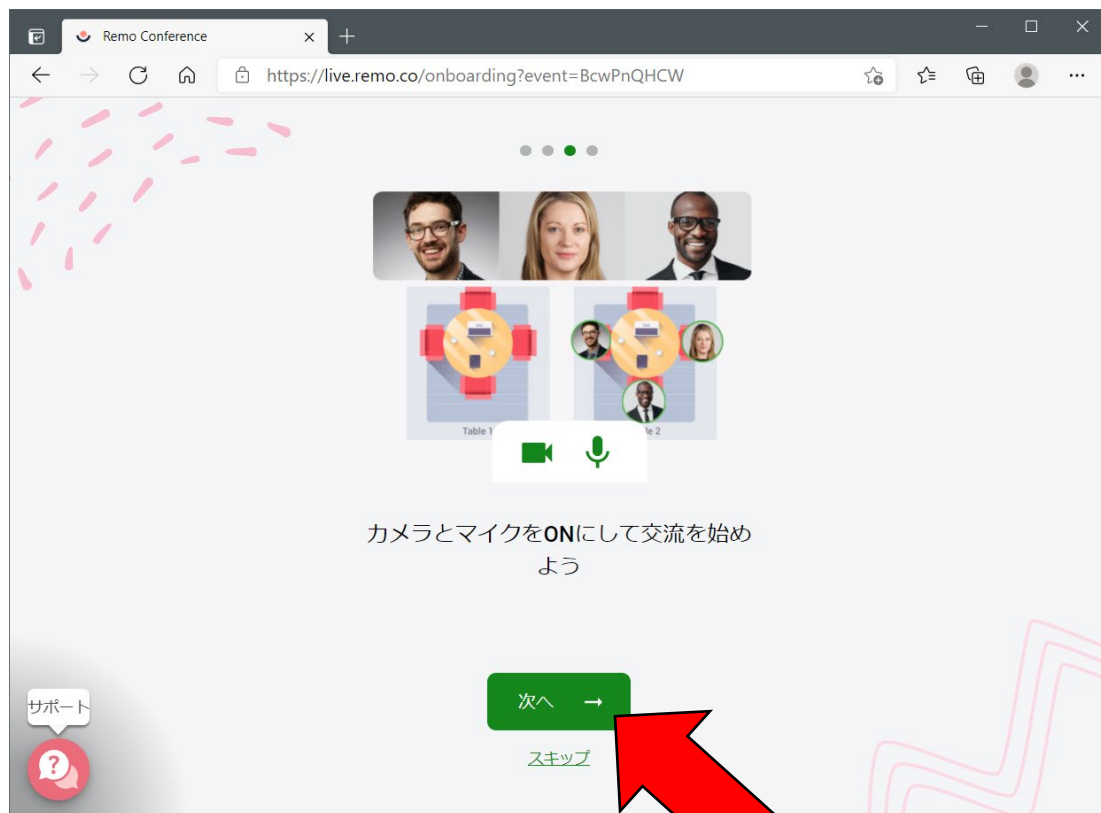 Remo Conference
https://live.remo.co/onboarding?event=BcwPnQHCW
Table 1
le 2
カメラとマイクをONにして交流を始め
よう
次へ →
スキップ
サポート
?